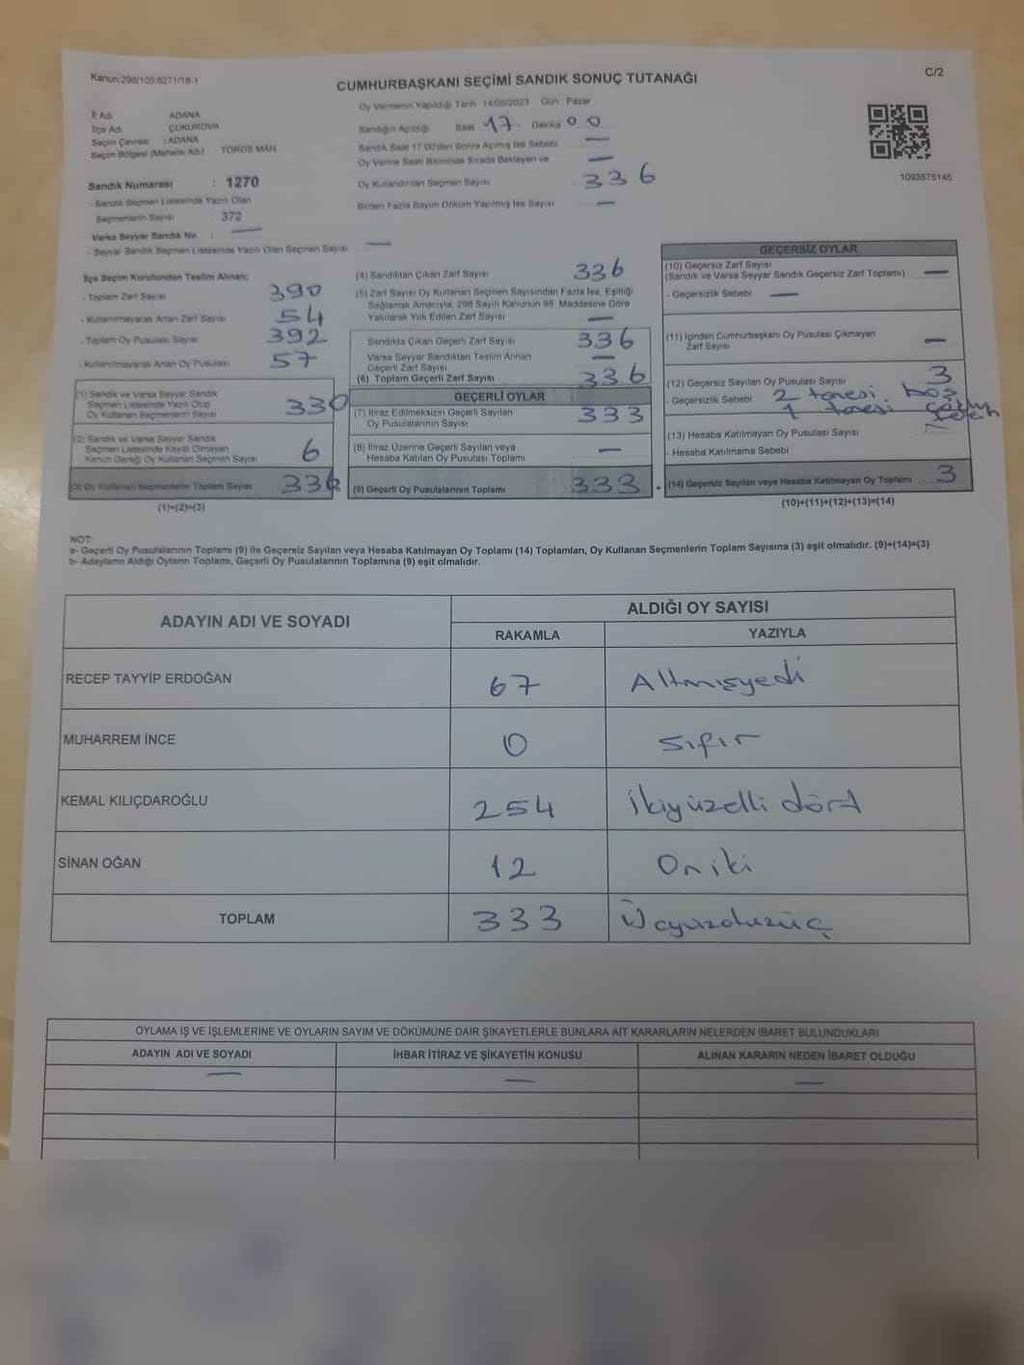 Kanun:298/105;6271/18-1
C/2
CUMHURBAŞKANI SEÇİMİ SANDIK SONUÇ TUTANAĞI
Oy Vermenin Yapıldığı Tarih 14/05/2023 Gün Pazar
İl Adı ADANA
İlçe Adı ÇUKUROVA
Seçim Çevresi : ADANA
Seçim Bölgesi (Mahalle Adı) : TOROS MAH.
Sandığın Açıldığı Saat 17 Dakika 00
Sandık Saat 17:00'den Sonra Açılmış İse Sebebi —
Oy Verme Saati Bitiminde Sırada Bekleyen ve —
Oy Kullandırılan Seçmen Sayısı 336
Birden Fazla Sayım Döküm Yapılmış İse Sayısı —
1093575145
Sandık Numarası : 1270
- Sandık Seçmen Listesinde Yazılı Olan
Seçmenlerin Sayısı 372
Varsa Seyyar Sandık No : —
- Seyyar Sandık Seçmen Listesinde Yazılı Olan Seçmen Sayısı —
İlçe Seçim Kurulundan Teslim Alınan;
- Toplam Zarf Sayısı 390
- Kullanılmayarak Artan Zarf Sayısı 54
- Toplam Oy Pusulası Sayısı 392
- Kullanılmayarak Artan Oy Pusulası 57
(1) Sandık ve Varsa Seyyar Sandık
Seçmen Listesinde Yazılı Olup
Oy Kullanan Seçmenlerin Sayısı 330
(2) Sandık ve Varsa Seyyar Sandık
Seçmen Listesinde Kayıtlı Olmayan
Kanun Gereği Oy Kullanan Seçmen Sayısı 6
(3) Oy Kullanan Seçmenlerin Toplam Sayısı 336
(1)+(2)=(3)
(4) Sandıktan Çıkan Zarf Sayısı 336
(5) Zarf Sayısı Oy Kullanan Seçmen Sayısından Fazla İse, Eşitliği
Sağlamak Amacıyla, 298 Sayılı Kanunun 98. Maddesine Göre
Yakılarak Yok Edilen Zarf Sayısı —
Sandıkta Çıkan Geçerli Zarf Sayısı 336
Varsa Seyyar Sandıktan Teslim Alınan
Geçerli Zarf Sayısı —
(6) Toplam Geçerli Zarf Sayısı 336
GEÇERLİ OYLAR
(7) İtiraz Edilmeksizin Geçerli Sayılan
Oy Pusulalarının Sayısı 333
(8) İtiraz Üzerine Geçerli Sayılan veya
Hesaba Katılan Oy Pusulası Toplamı —
(9) Geçerli Oy Pusulalarının Toplamı 333
GEÇERSİZ OYLAR
(10) Geçersiz Zarf Sayısı
(Sandık ve Varsa Seyyar Sandık Geçersiz Zarf Toplamı) —
- Geçersizlik Sebebi —
(11) İçinden Cumhurbaşkanı Oy Pusulası Çıkmayan
Zarf Sayısı —
(12) Geçersiz Sayılan Oy Pusulası Sayısı 3
- Geçersizlik Sebebi 2 tanesi boş
1 tanesi
(13) Hesaba Katılmayan Oy Pusulası Sayısı
- Hesaba Katılmama Sebebi
(14) Geçersiz Sayılan veya Hesaba Katılmayan Oy Toplamı 3
(10)+(11)+(12)+(13)=(14)
NOT:
a- Geçerli Oy Pusulalarının Toplamı (9) ile Geçersiz Sayılan veya Hesaba Katılmayan Oy Toplamı (14) Toplamları, Oy Kullanan Seçmenlerin Toplam Sayısına (3) eşit olmalıdır. (9)+(14)=(3)
b- Adayların Aldığı Oyların Toplamı, Geçerli Oy Pusulalarının Toplamına (9) eşit olmalıdır.
ADAYIN ADI VE SOYADI
ALDIĞI OY SAYISI
RAKAMLA YAZIYLA
RECEP TAYYİP ERDOĞAN 67 Altmışyedi
MUHARREM İNCE 0 sıfır
KEMAL KILIÇDAROĞLU 254 İkiyüzelli dört
SİNAN OĞAN 12 Oniki
TOPLAM 333 Üçyüzotuzüç
OYLAMA İŞ VE İŞLEMLERİNE VE OYLARIN SAYIM VE DÖKÜMÜNE DAİR ŞİKAYETLERLE BUNLARA AİT KARARLARIN NELERDEN İBARET BULUNDUKLARI
ADAYIN ADI VE SOYADI İHBAR İTİRAZ VE ŞİKAYETİN KONUSU ALINAN KARARIN NEDEN İBARET OLDUĞU
— — —